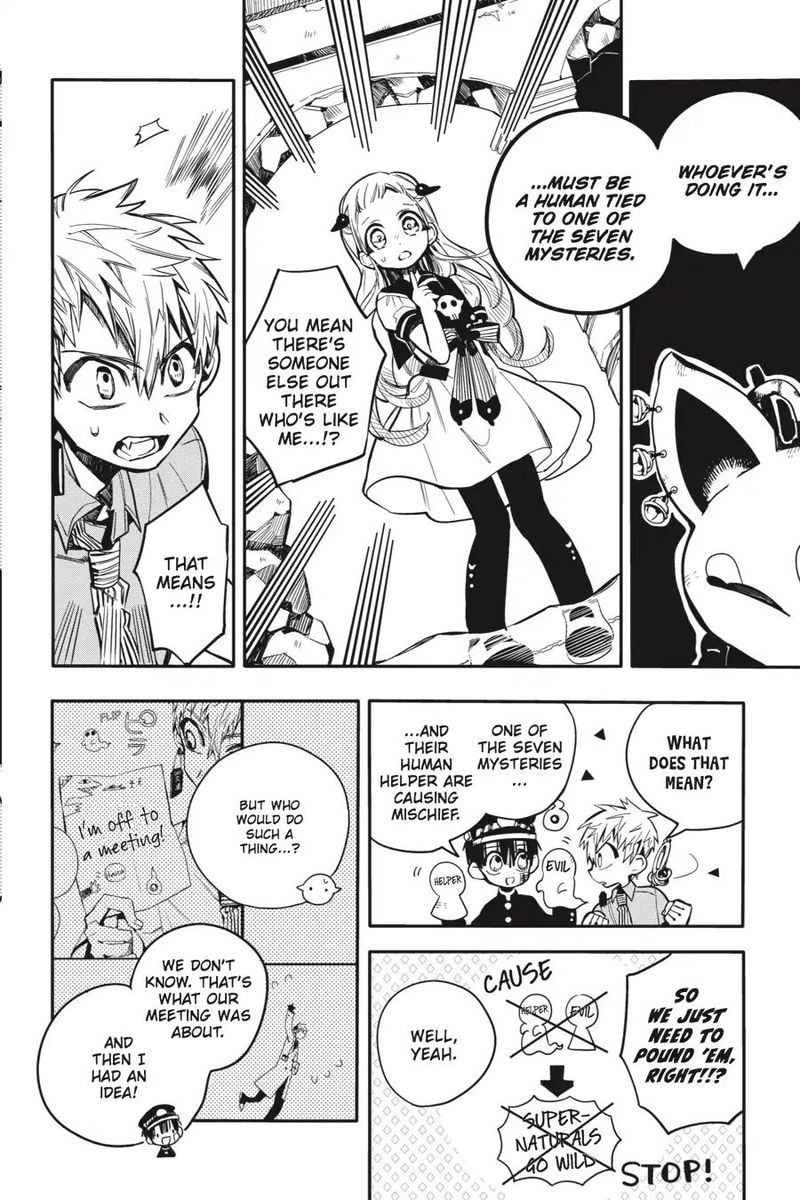 WHOEVER'S
DOING IT...
...MUST BE
A HUMAN TIED
TO ONE OF
THE SEVEN
MYSTERIES.
YOU MEAN
THERE'S
SOMEONE
ELSE OUT
THERE
WHO'S LIKE
ME...!?
THAT
MEANS
...!!
WHAT
DOES THAT
MEAN?
ONE OF
THE SEVEN
MYSTERIES
...
...AND
THEIR
HUMAN
HELPER ARE
CAUSING
MISCHIEF.
HELPER
EVIL
SO
WE JUST
NEED TO
POUND 'EM,
RIGHT!!?
CAUSE
HELPER
EVIL
WELL,
YEAH.
SUPER-
NATURALS
GO WILD
STOP!
FLIP
I'm off to
a meeting!
BUT WHO
WOULD DO
SUCH A
THING...?
WE DON'T
KNOW. THAT'S
WHAT OUR
MEETING WAS
ABOUT.
AND
THEN I
HAD AN
IDEA!